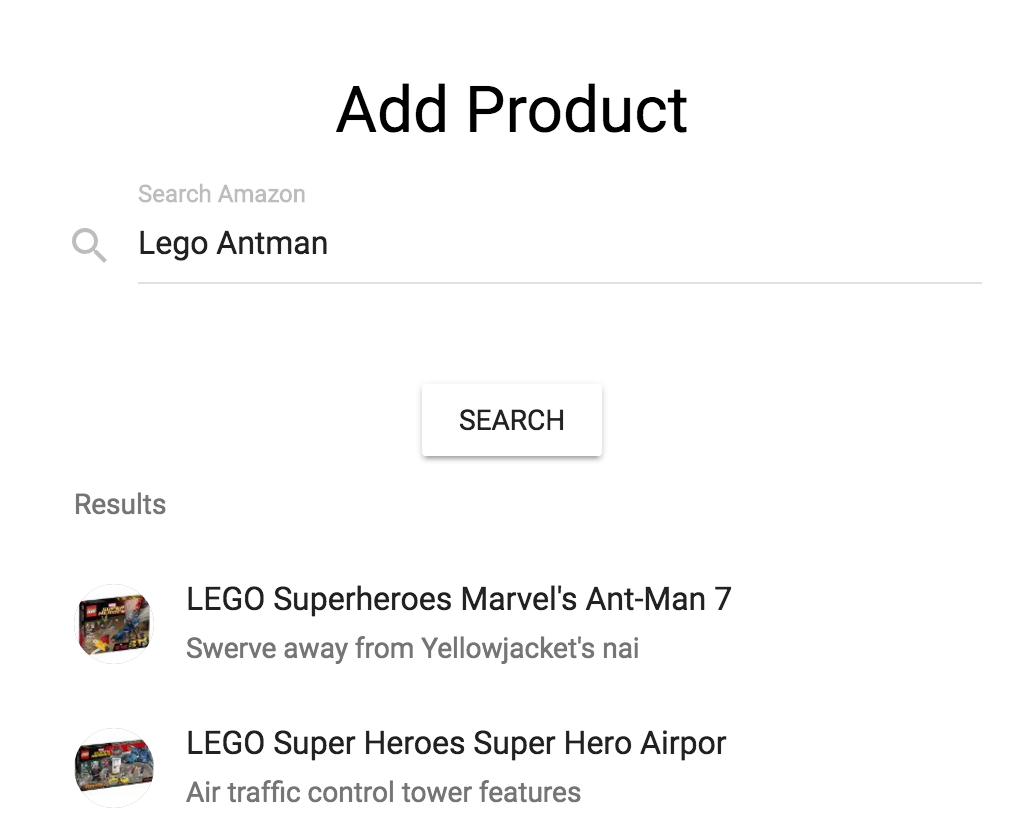 Add Product
Search Amazon
Lego Antman
SEARCH
Results
LEGO Superheroes Marvel's Ant-Man 7
Swerve away from Yellowjacket's nai
LEGO Super Heroes Super Hero Airpor
Air traffic control tower features